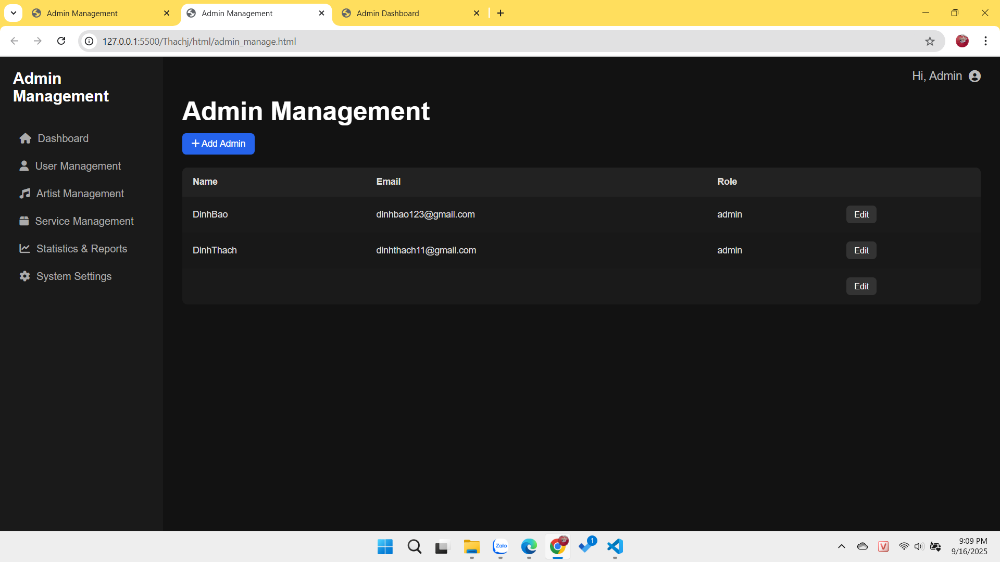 Admin Management
Admin Management
Admin Dashboard
127.0.0.1:5500/Thachj/html/admin_manage.html
Admin
Management
Hi, Admin
Dashboard
User Management
Artist Management
Service Management
Statistics & Reports
System Settings
Admin Management
+ Add Admin
Name Email Role
DinhBao dinhbao123@gmail.com admin Edit
DinhThach dinhthach11@gmail.com admin Edit
Edit
Zalo
1
V
9:09 PM
9/16/2025